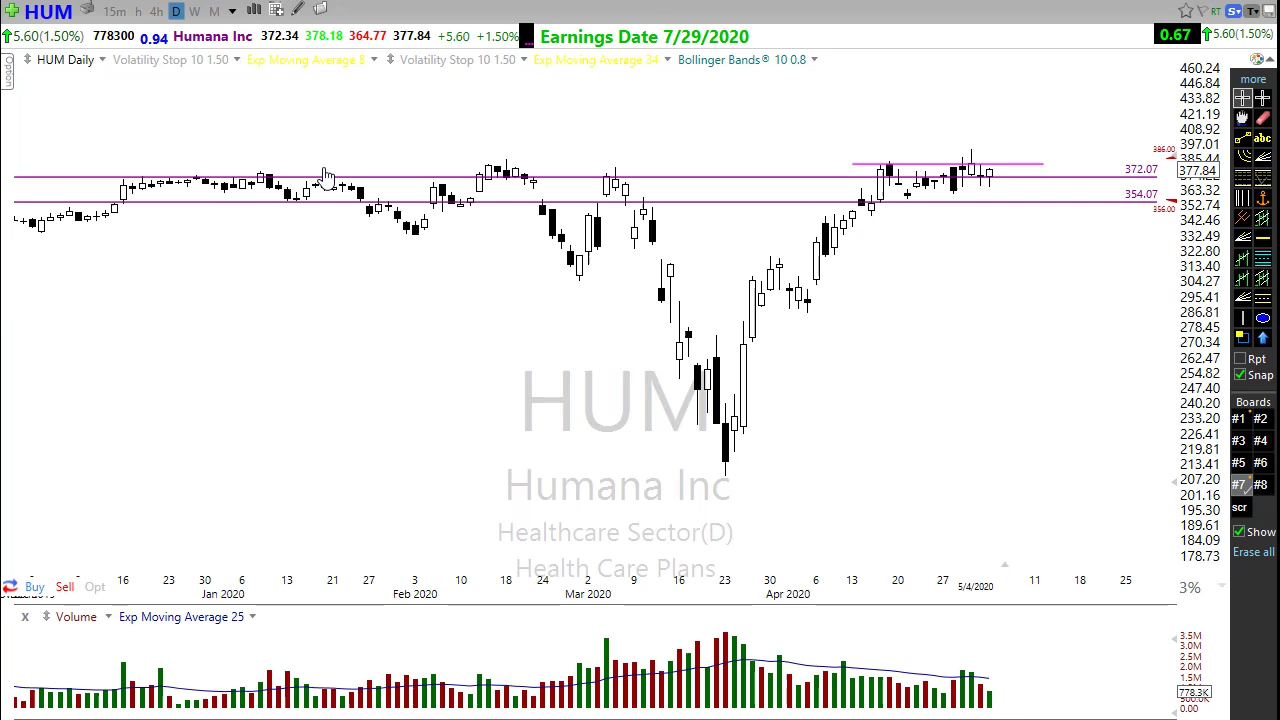 HUM 15m h 4h D W M RT S T
5.60(1.50%) 778300 0.94 Humana Inc 372.34 378.18 364.77 377.84 +5.60 +1.50% Earnings Date 7/29/2020 0.67 5.60(1.50%)
Option
HUM Daily Volatility Stop 10 1.50 Exp Moving Average 8 Volatility Stop 10 1.50 Exp Moving Average 34 Bollinger Bands® 10 0.8
460.24
446.84
433.82
421.19
408.92
397.01
385.44
377.84
363.32
352.74
342.46
332.49
322.80
313.40
304.27
295.41
286.81
278.45
270.34
262.47
254.82
247.40
240.20
233.20
226.41
219.81
213.41
207.20
201.16
195.30
189.61
184.09
178.73
386.00
372.07
354.07
356.00
HUM
Humana Inc
Healthcare Sector(D)
Health Care Plans
more
abc
Rpt
Snap
Boards
#1 #2
#3 #4
#5 #6
#7 #8
scr
Show
Erase all
16 23 30 6 13 21 27 3 10 18 24 2 9 16 23 30 6 13 20 27 5/4/2020 11 18 25
Buy Sell Opt
Jan 2020 Feb 2020 Mar 2020 Apr 2020
3%
x Volume Exp Moving Average 25
3.5M
3.0M
2.5M
2.0M
1.5M
778.3K
0.00